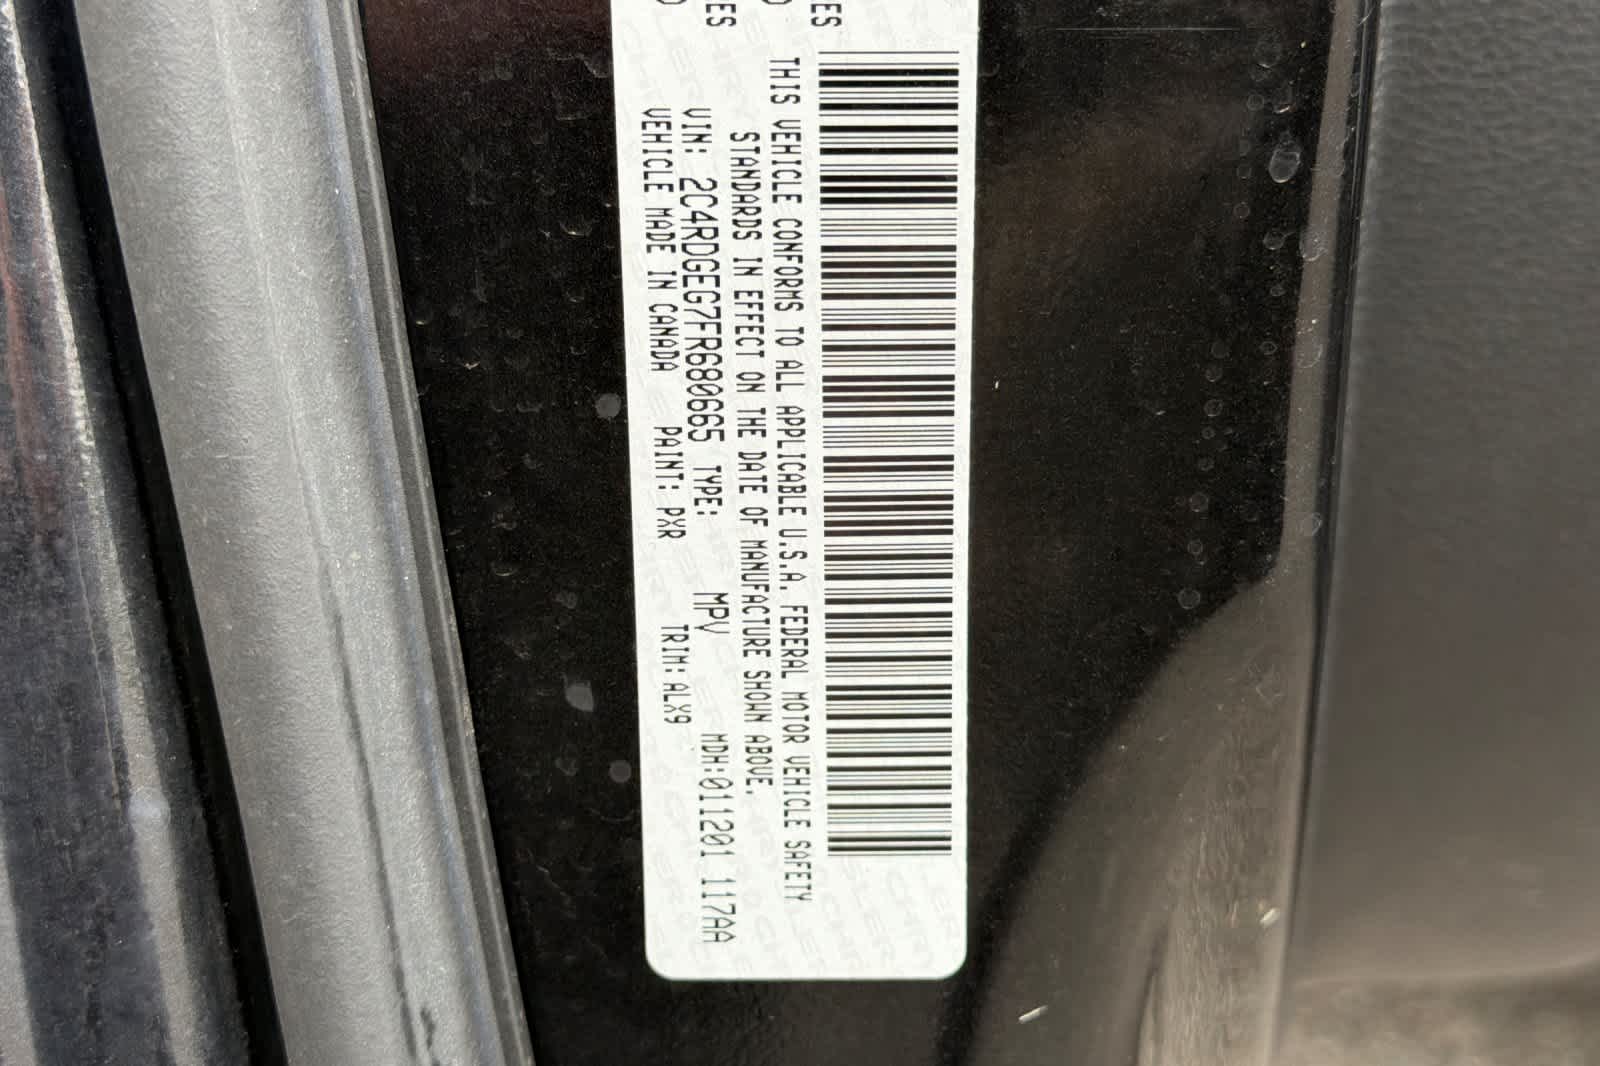 THIS VEHICLE CONFORMS TO ALL APPLICABLE U.S.A. FEDERAL MOTOR VEHICLE SAFETY
STANDARDS IN EFFECT ON THE DATE OF MANUFACTURE SHOWN ABOVE.
VIN: 2C4RDGEG7FR680665 TYPE: MPV MDH:011201 117AA
VEHICLE MADE IN CANADA PAINT: PXR TRIM:ALX9